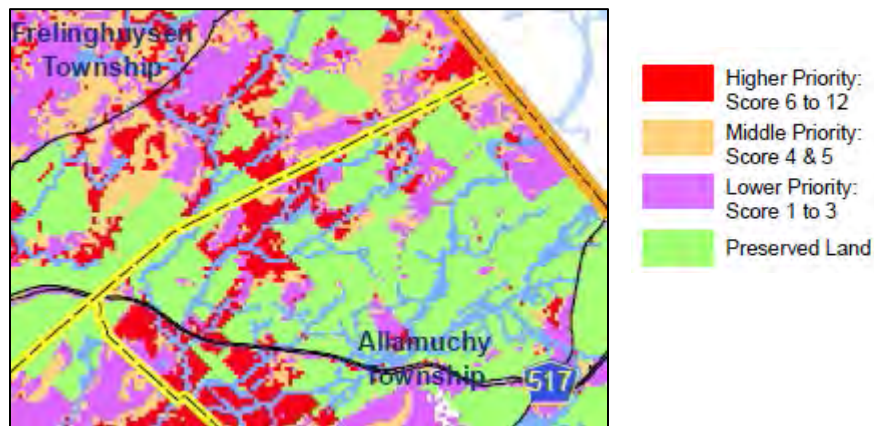 Frelinghuysen
Township
Allamuchy
Township
517
Higher Priority:
Score 6 to 12
Middle Priority:
Score 4 & 5
Lower Priority:
Score 1 to 3
Preserved Land